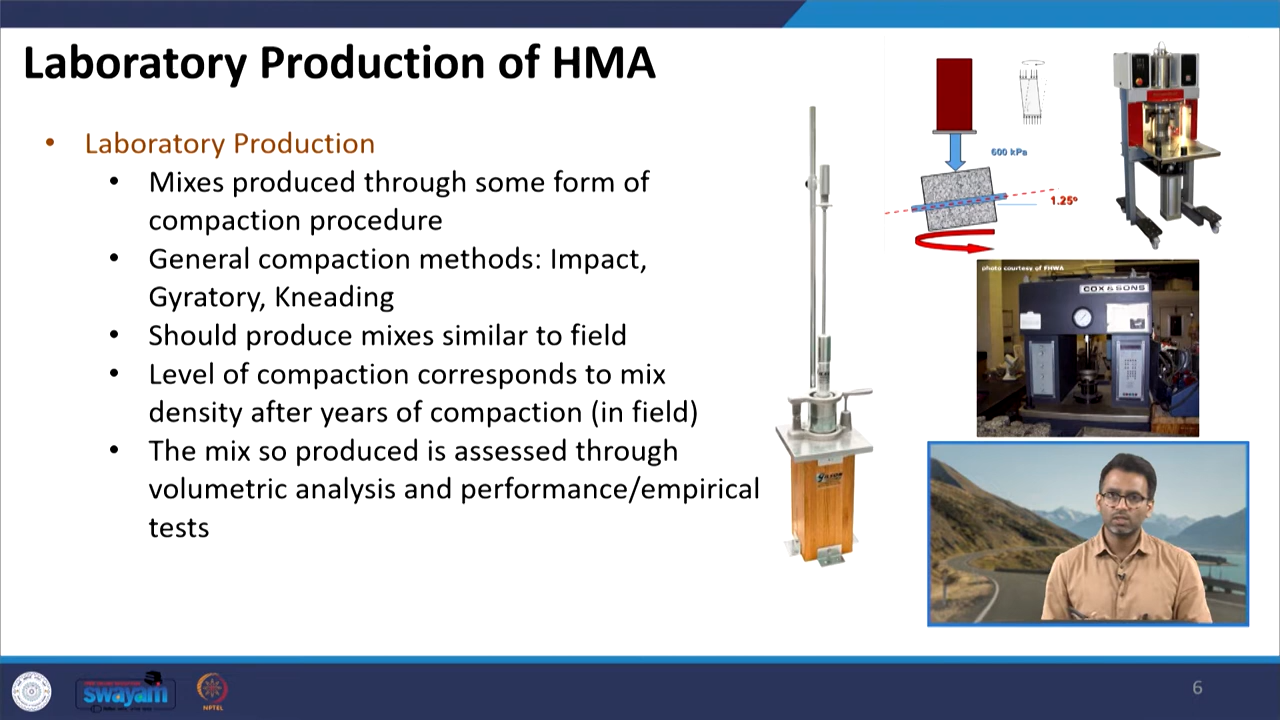 Laboratory Production of HMA
• Laboratory Production
• Mixes produced through some form of
compaction procedure
• General compaction methods: Impact,
Gyratory, Kneading
• Should produce mixes similar to field
• Level of compaction corresponds to mix
density after years of compaction (in field)
• The mix so produced is assessed through
volumetric analysis and performance/empirical
tests
600 kPa
1.25º
photo courtesy of FHWA
COX & SONS
swayam
NPTEL
6